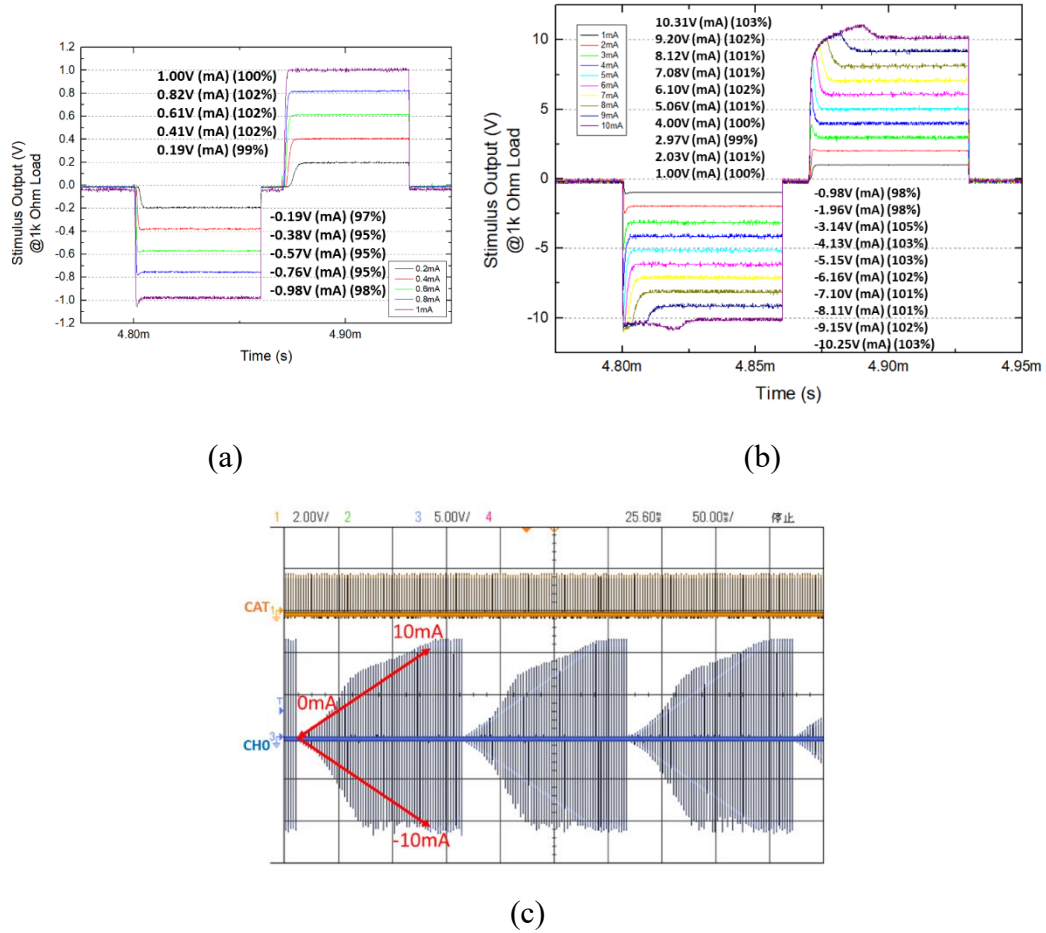 1.2
1.0
0.8
0.6
0.4
0.2
0.0
-0.2
-0.4
-0.6
-0.8
-1.0
-1.2
Stimulus Output (V)
@1k Ohm Load
1.00V (mA) (100%)
0.82V (mA) (102%)
0.61V (mA) (102%)
0.41V (mA) (102%)
0.19V (mA) (99%)
-0.19V (mA) (97%)
-0.38V (mA) (95%)
-0.57V (mA) (95%)
-0.76V (mA) (95%)
-0.98V (mA) (98%)
0.2mA
0.4mA
0.6mA
0.8mA
1mA
4.80m 4.90m
Time (s)
(a)
10
5
0
-5
-10
Stimulus Output (V)
@1k Ohm Load
1mA
2mA
3mA
4mA
5mA
6mA
7mA
8mA
9mA
10mA
10.31V (mA) (103%)
9.20V (mA) (102%)
8.12V (mA) (101%)
7.08V (mA) (101%)
6.10V (mA) (102%)
5.06V (mA) (101%)
4.00V (mA) (100%)
2.97V (mA) (99%)
2.03V (mA) (101%)
1.00V (mA) (100%)
-0.98V (mA) (98%)
-1.96V (mA) (98%)
-3.14V (mA) (105%)
-4.13V (mA) (103%)
-5.15V (mA) (103%)
-6.16V (mA) (102%)
-7.10V (mA) (101%)
-8.11V (mA) (101%)
-9.15V (mA) (102%)
-10.25V (mA) (103%)
4.80m 4.85m 4.90m 4.95m
Time (s)
(b)
1 2.00V/ 2 3 5.00V/ 4 25.60ms 50.00ms/ 停止
CAT 1
10mA
0mA
T
CH0 3
-10mA
(c)